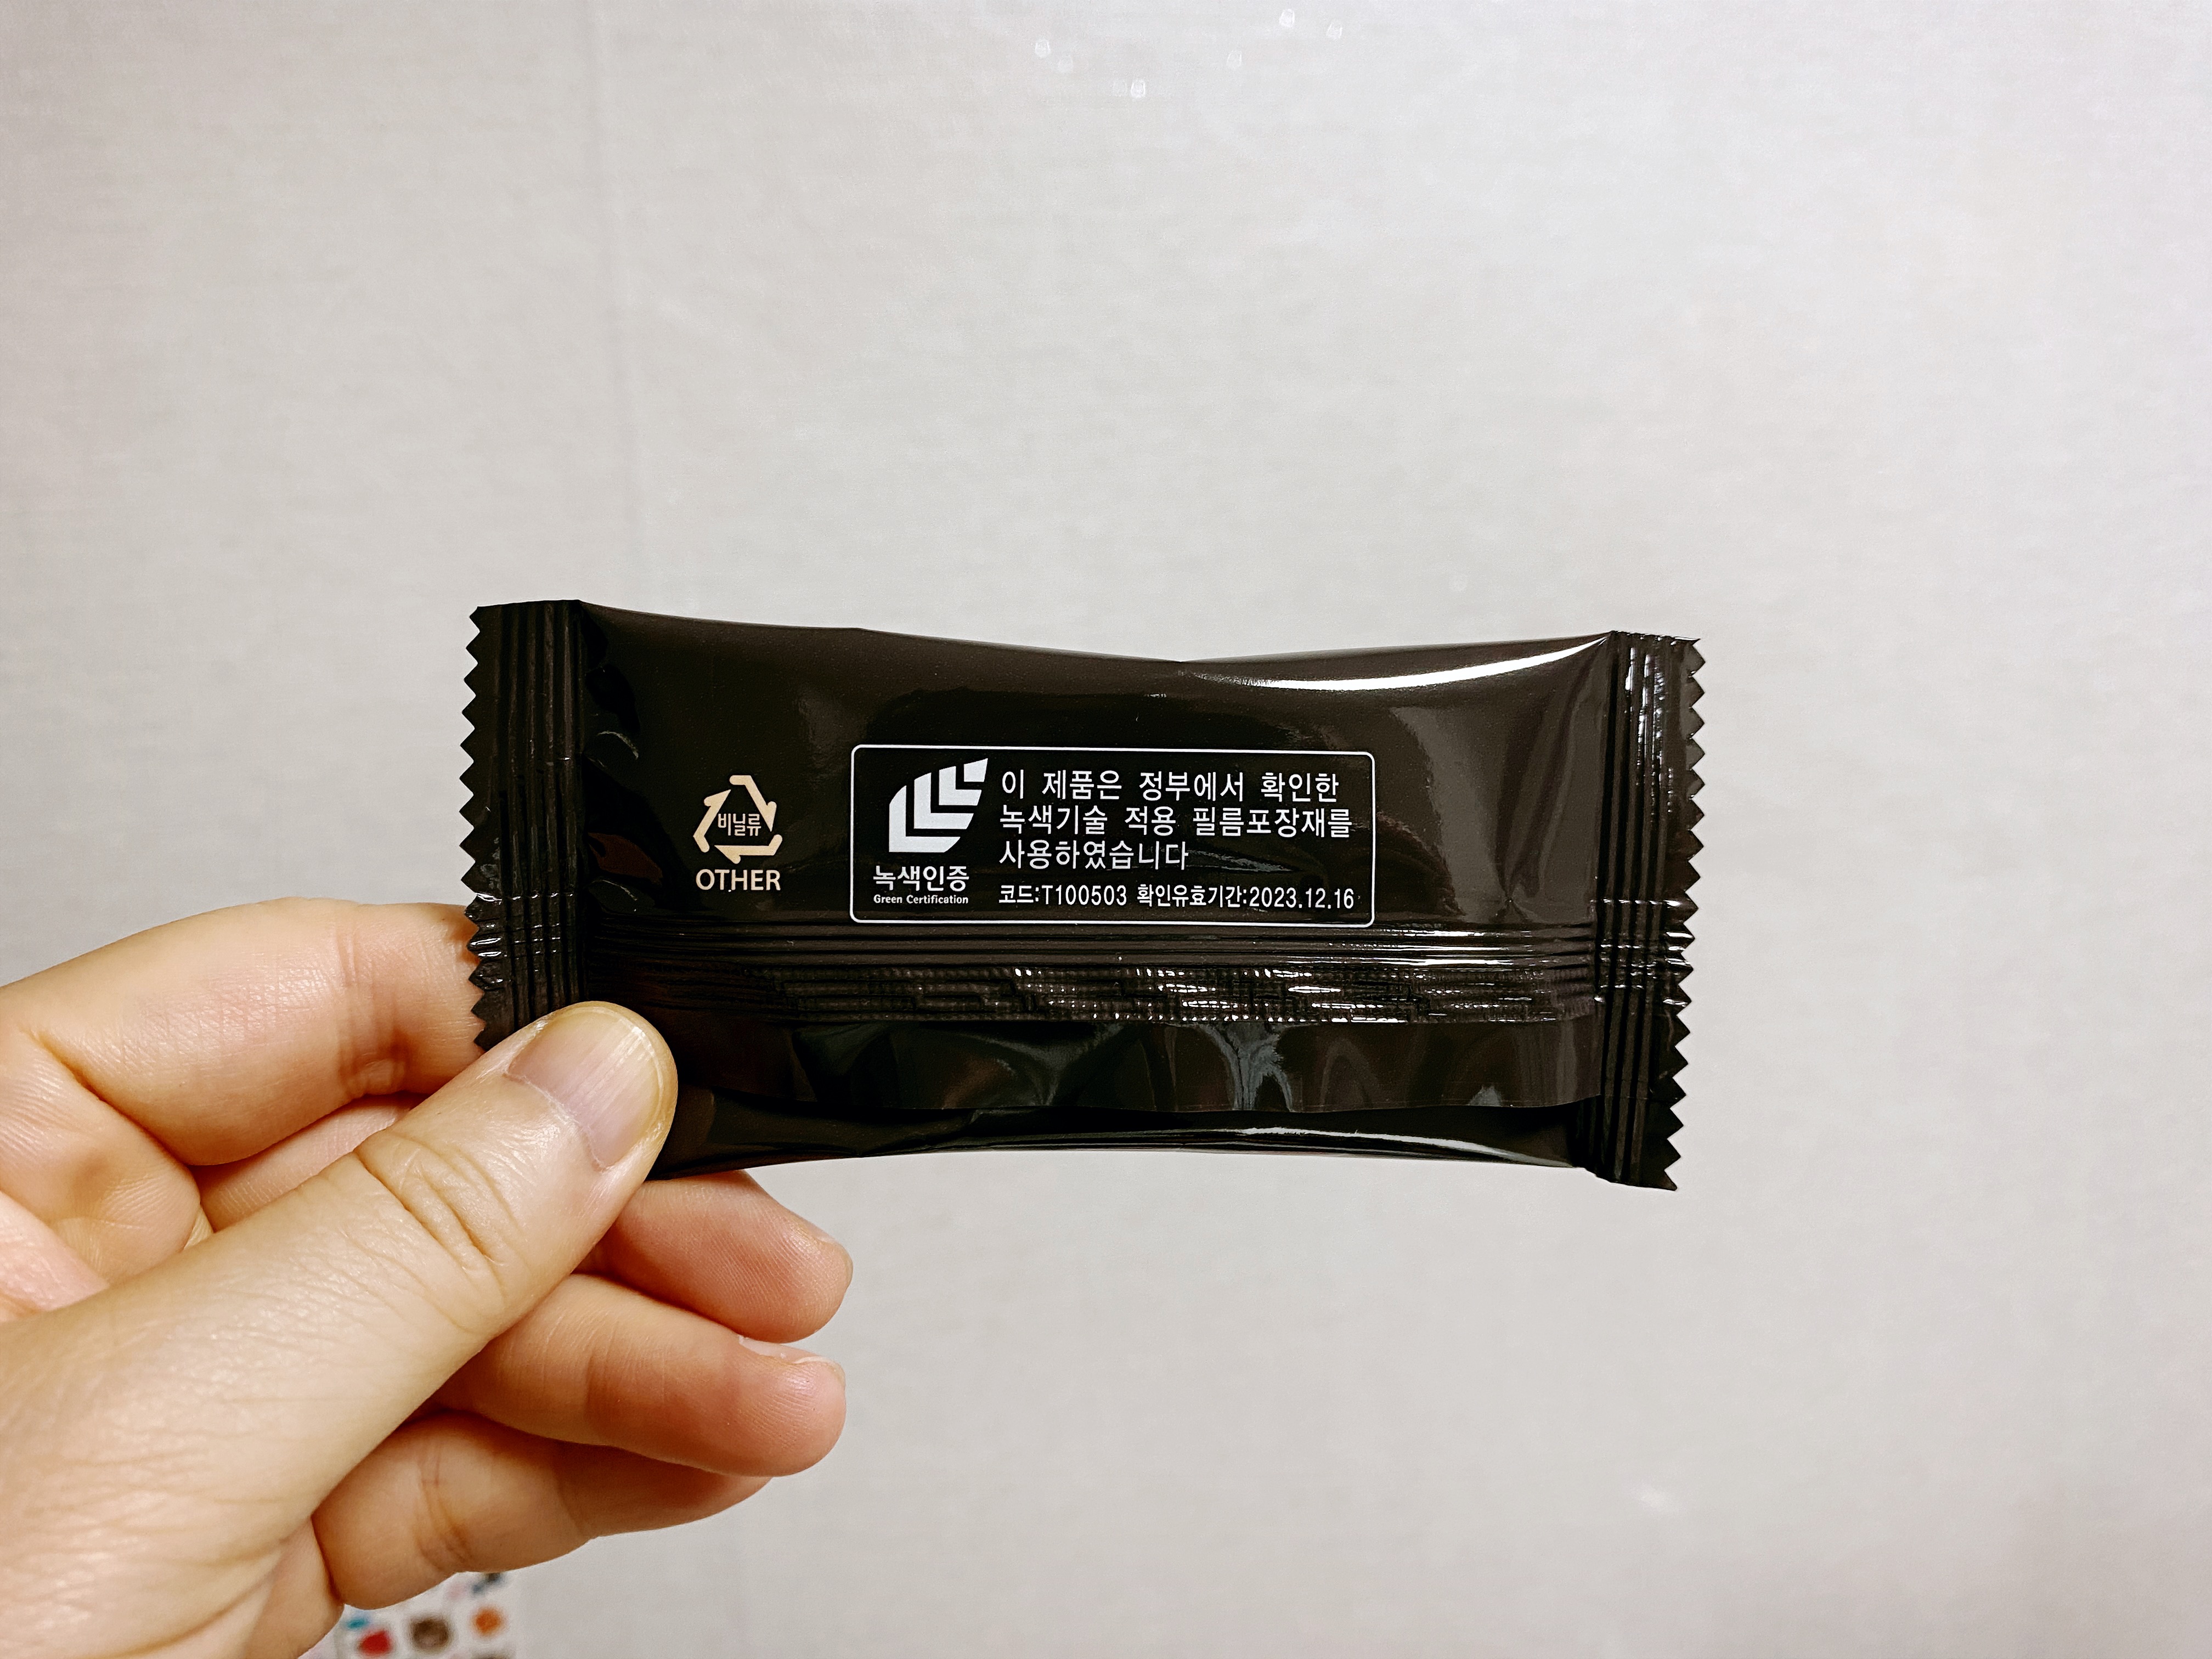 비닐류
OTHER
녹색인증
Green Certification
이 제품은 정부에서 확인한
녹색기술 적용 필름포장재를
사용하였습니다
코드:T100503 확인유효기간:2023.12.16